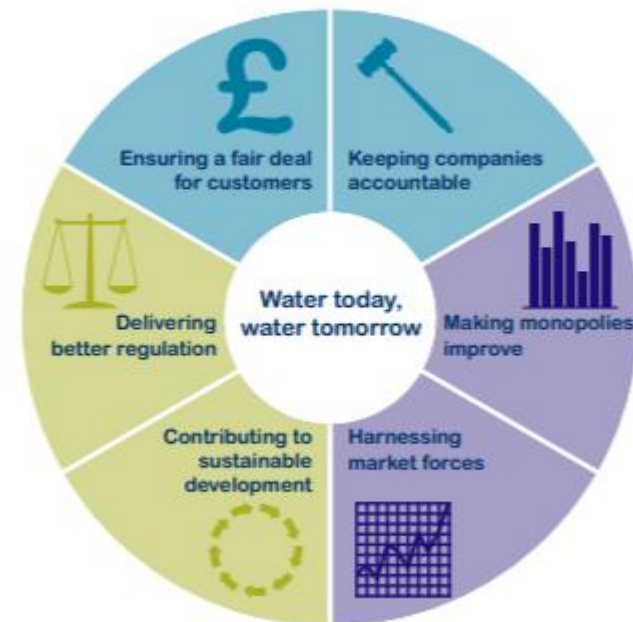 Ensuring a fair deal
for customers
Keeping companies
accountable
Delivering
better regulation
Water today,
water tomorrow
Making monopolies
improve
Contributing to
sustainable
development
Harnessing
market forces